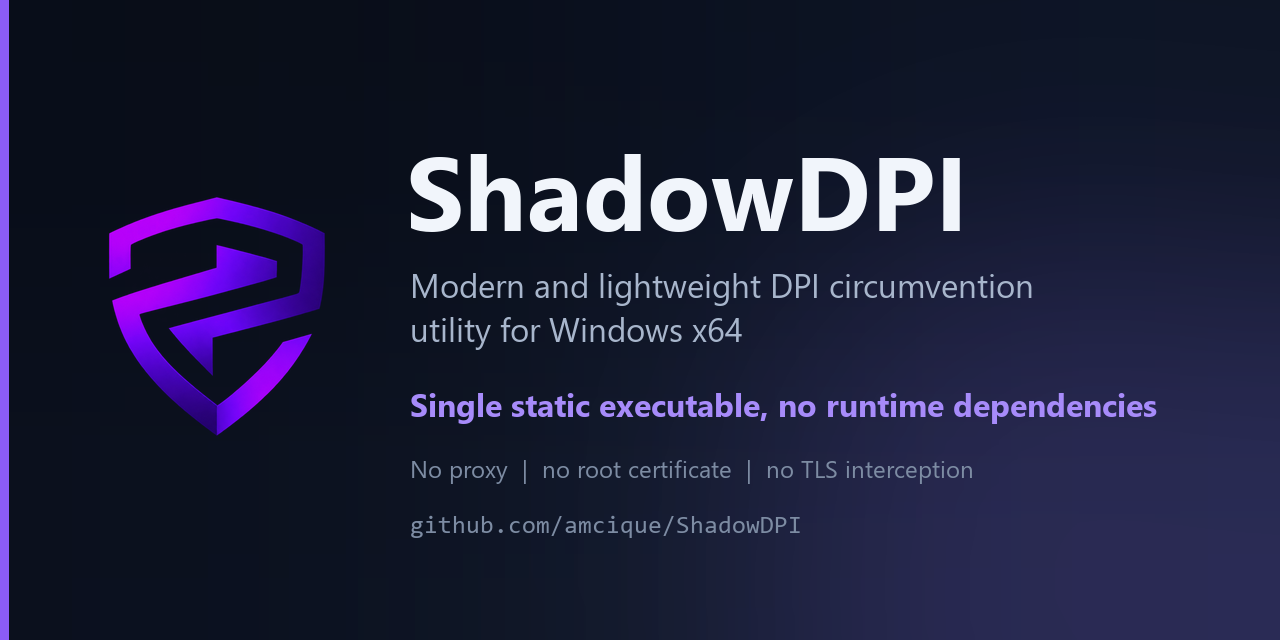 ShadowDPI
Modern and lightweight DPI circumvention
utility for Windows x64
Single static executable, no runtime dependencies
No proxy | no root certificate | no TLS interception
github.com/amcique/ShadowDPI